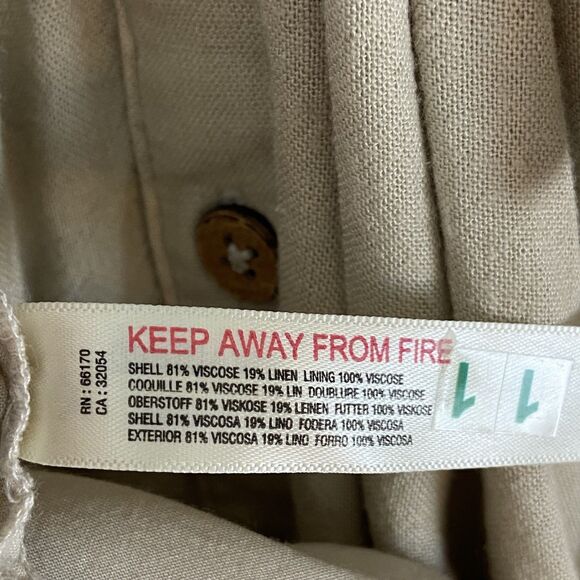 RN : 66170
CA : 32054
KEEP AWAY FROM FIRE
SHELL 81% VISCOSE 19% LINEN LINING 100% VISCOSE
COQUILLE 81% VISCOSE 19% LIN DOUBLURE 100% VISCOSE
OBERSTOFF 81% VISKOSE 19% LEINEN FUTTER 100% VISKOSE
SHELL 81% VISCOSA 19% LINO FODERA 100% VISCOSA
EXTERIOR 81% VISCOSA 19% LINO FORRO 100% VISCOSA
1 1